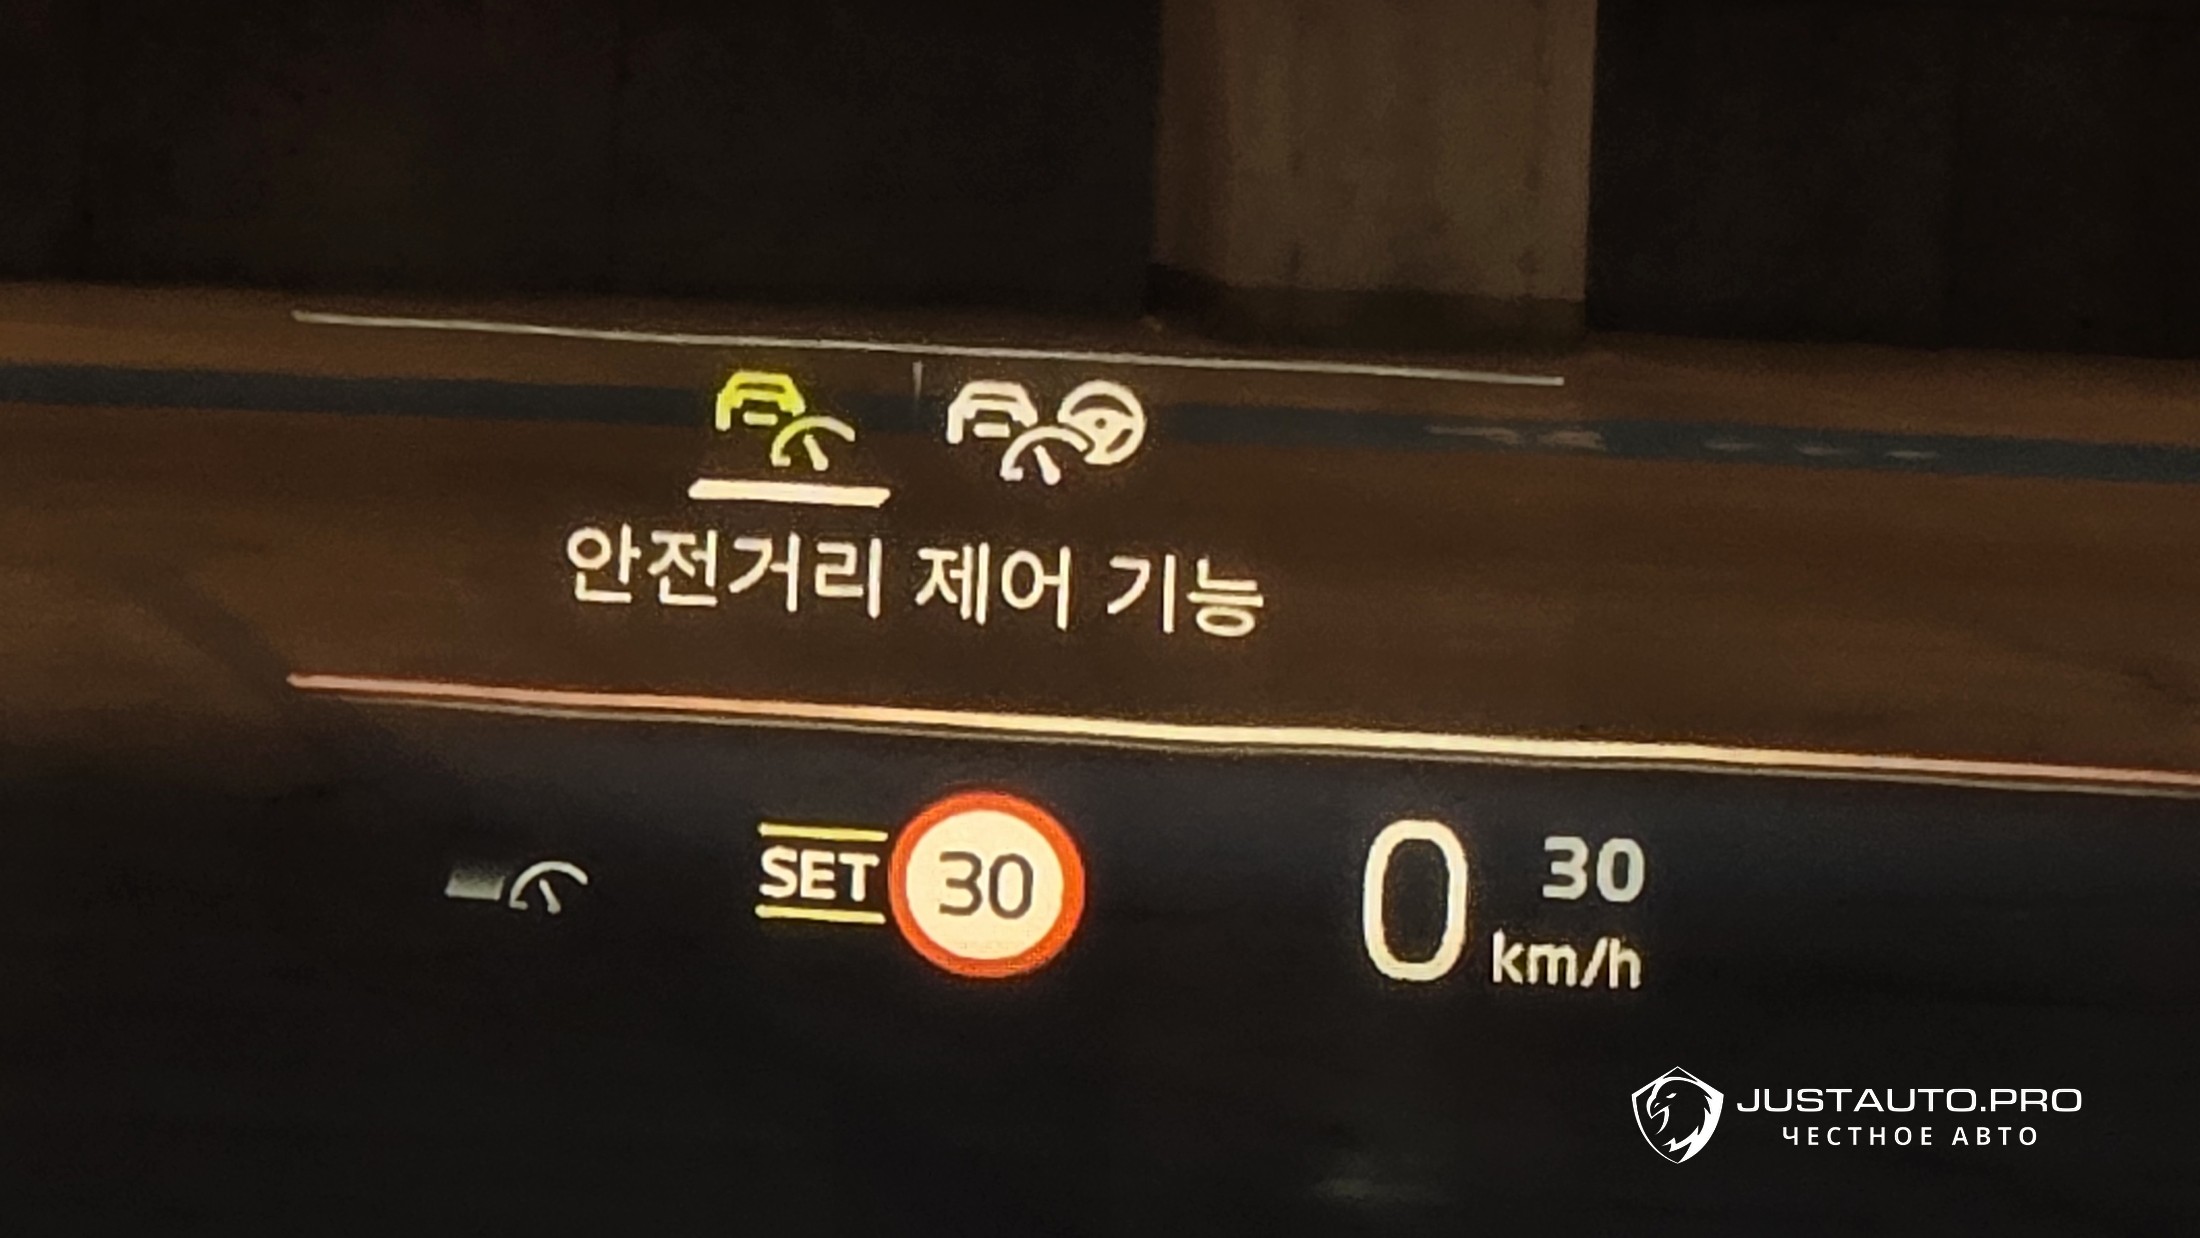 안전거리 제어 기능
SET 30
0 30
km/h
JUSTAUTO.PRO
ЧЕСТНОЕ АВТО